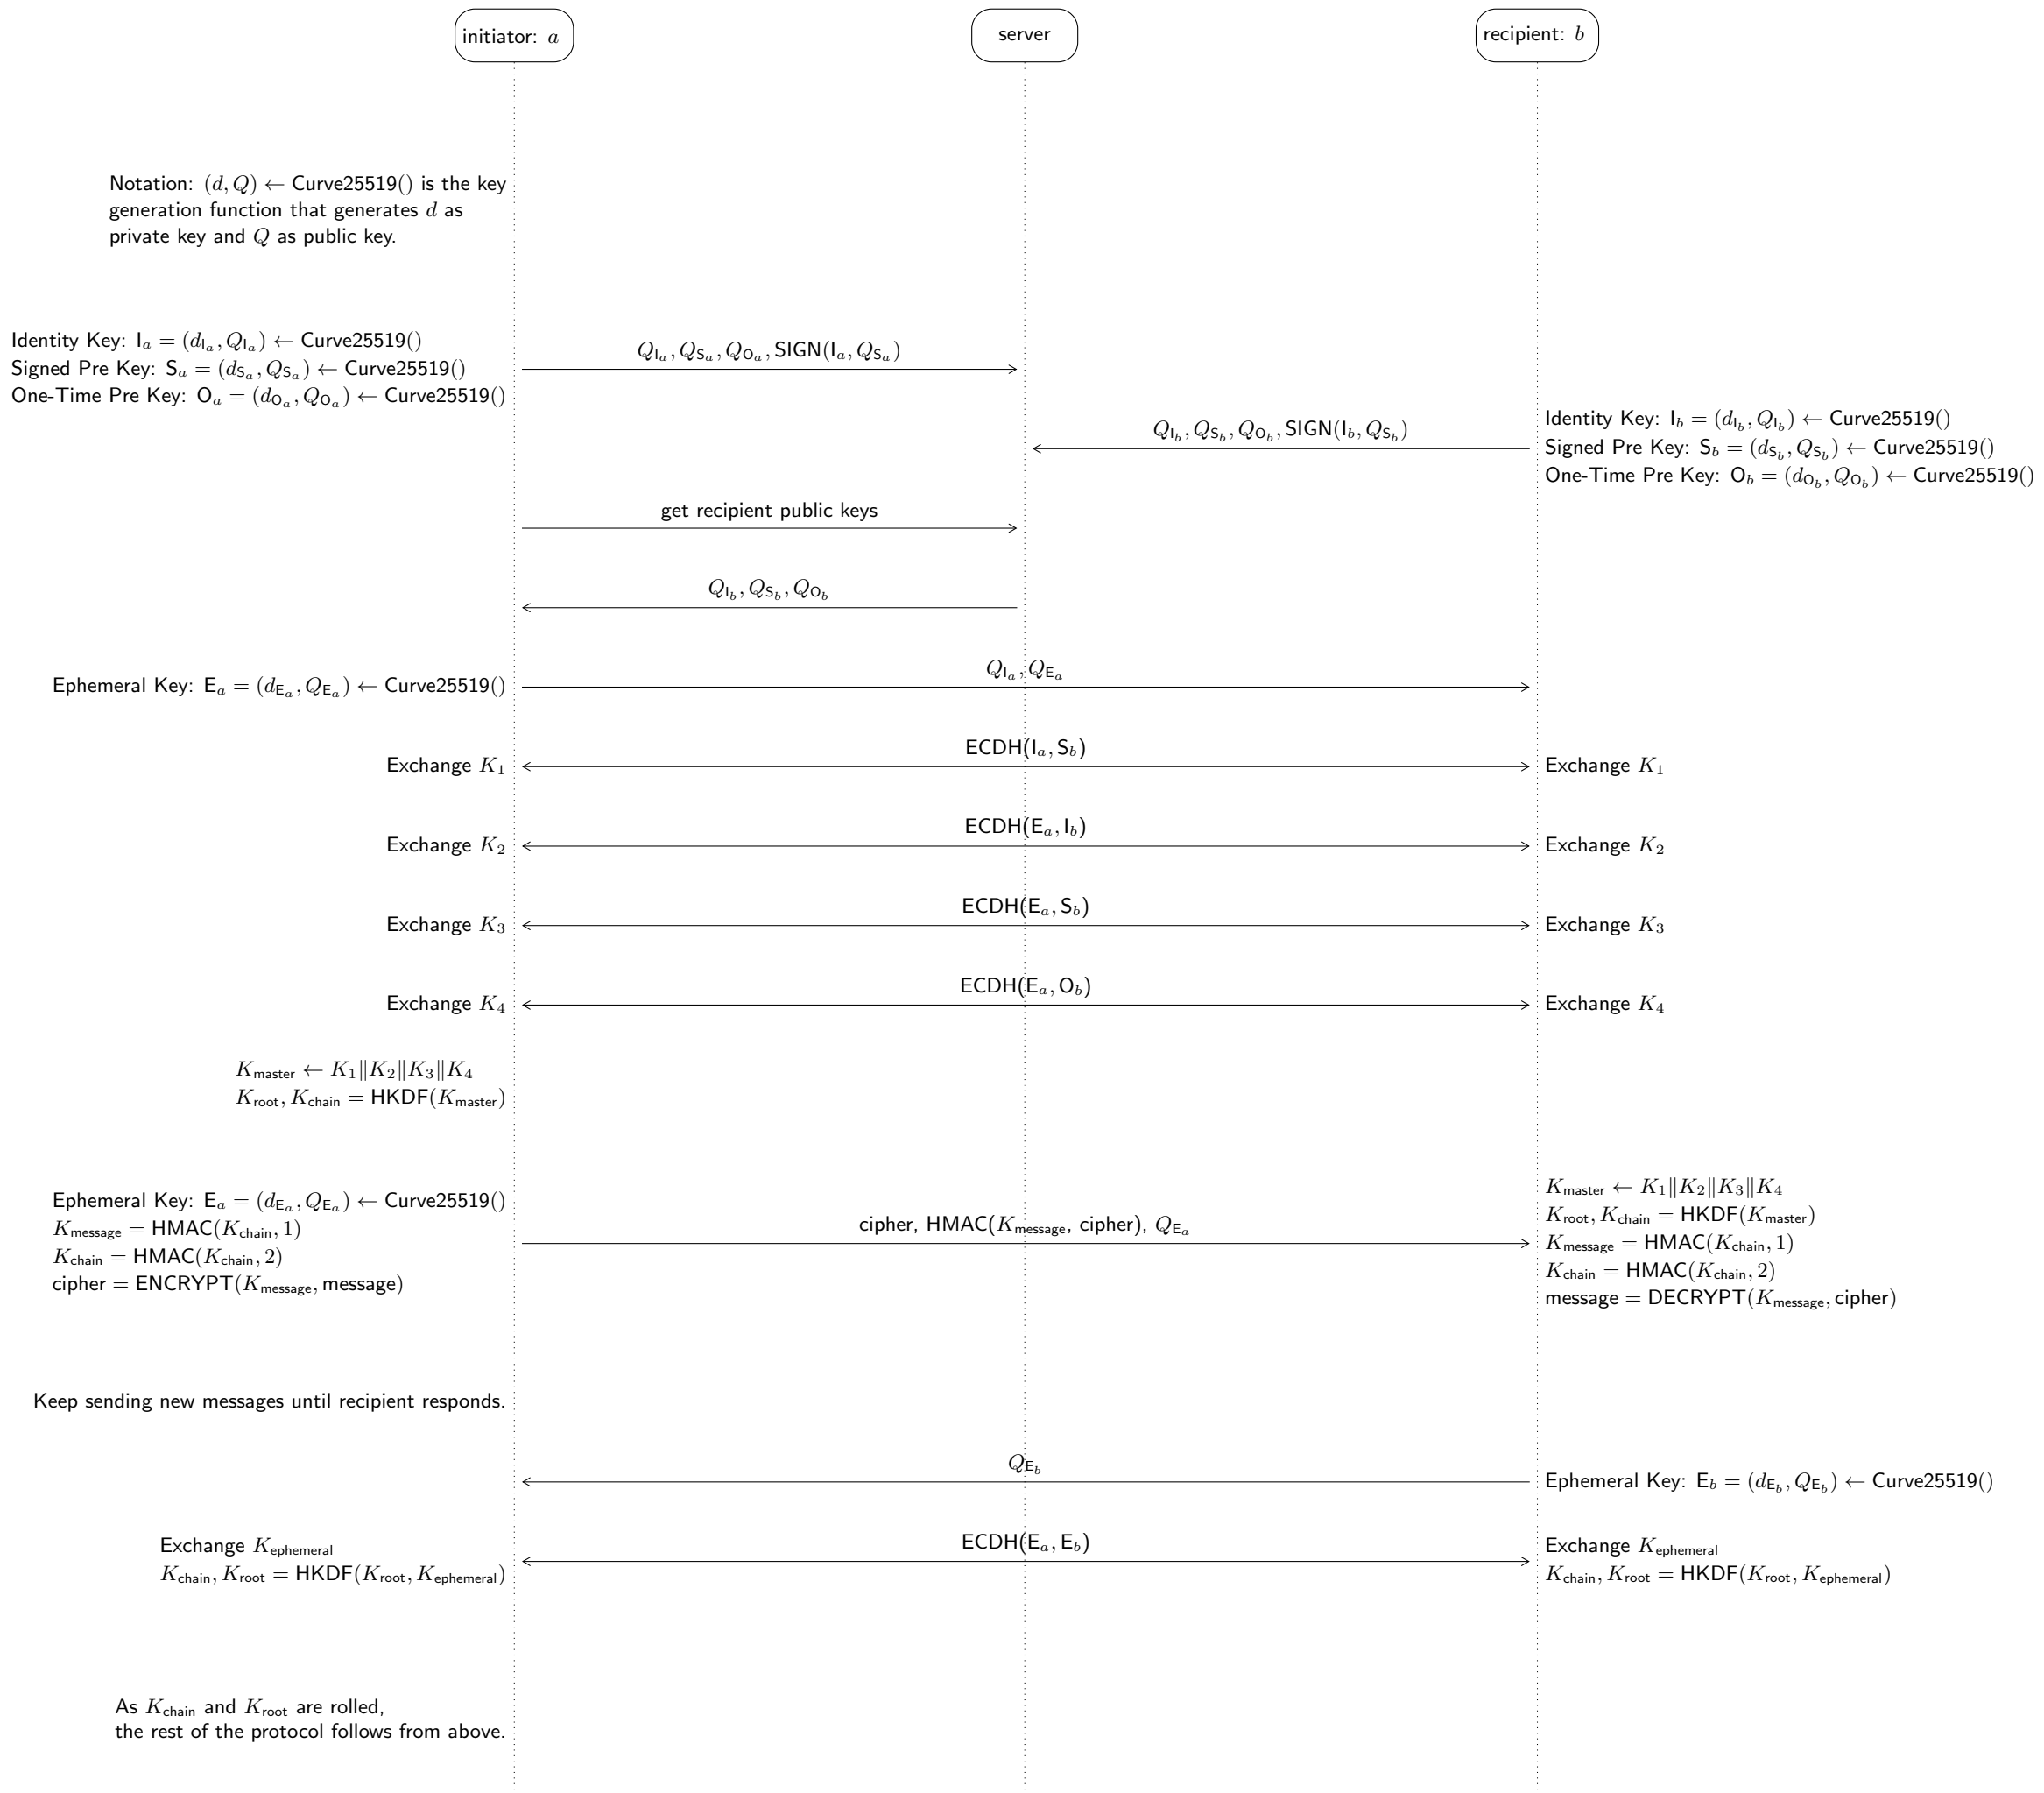 initiator: a
server
recipient: b
Notation: (d, Q) ← Curve25519() is the key
generation function that generates d as
private key and Q as public key.
Identity Key: I_a = (d_{I_a}, Q_{I_a}) ← Curve25519()
Signed Pre Key: S_a = (d_{S_a}, Q_{S_a}) ← Curve25519()
One-Time Pre Key: O_a = (d_{O_a}, Q_{O_a}) ← Curve25519()
Q_{I_a}, Q_{S_a}, Q_{O_a}, SIGN(I_a, Q_{S_a})
Q_{I_b}, Q_{S_b}, Q_{O_b}, SIGN(I_b, Q_{S_b})
Identity Key: I_b = (d_{I_b}, Q_{I_b}) ← Curve25519()
Signed Pre Key: S_b = (d_{S_b}, Q_{S_b}) ← Curve25519()
One-Time Pre Key: O_b = (d_{O_b}, Q_{O_b}) ← Curve25519()
get recipient public keys
Q_{I_b}, Q_{S_b}, Q_{O_b}
Ephemeral Key: E_a = (d_{E_a}, Q_{E_a}) ← Curve25519()
Q_{I_a}, Q_{E_a}
Exchange K_1
ECDH(I_a, S_b)
Exchange K_1
Exchange K_2
ECDH(E_a, I_b)
Exchange K_2
Exchange K_3
ECDH(E_a, S_b)
Exchange K_3
Exchange K_4
ECDH(E_a, O_b)
Exchange K_4
K_master ← K_1‖K_2‖K_3‖K_4
K_root, K_chain = HKDF(K_master)
Ephemeral Key: E_a = (d_{E_a}, Q_{E_a}) ← Curve25519()
K_message = HMAC(K_chain, 1)
K_chain = HMAC(K_chain, 2)
cipher = ENCRYPT(K_message, message)
cipher, HMAC(K_message, cipher), Q_{E_a}
K_master ← K_1‖K_2‖K_3‖K_4
K_root, K_chain = HKDF(K_master)
K_message = HMAC(K_chain, 1)
K_chain = HMAC(K_chain, 2)
message = DECRYPT(K_message, cipher)
Keep sending new messages until recipient responds.
Q_{E_b}
Ephemeral Key: E_b = (d_{E_b}, Q_{E_b}) ← Curve25519()
Exchange K_ephemeral
K_chain, K_root = HKDF(K_root, K_ephemeral)
ECDH(E_a, E_b)
Exchange K_ephemeral
K_chain, K_root = HKDF(K_root, K_ephemeral)
As K_chain and K_root are rolled,
the rest of the protocol follows from above.